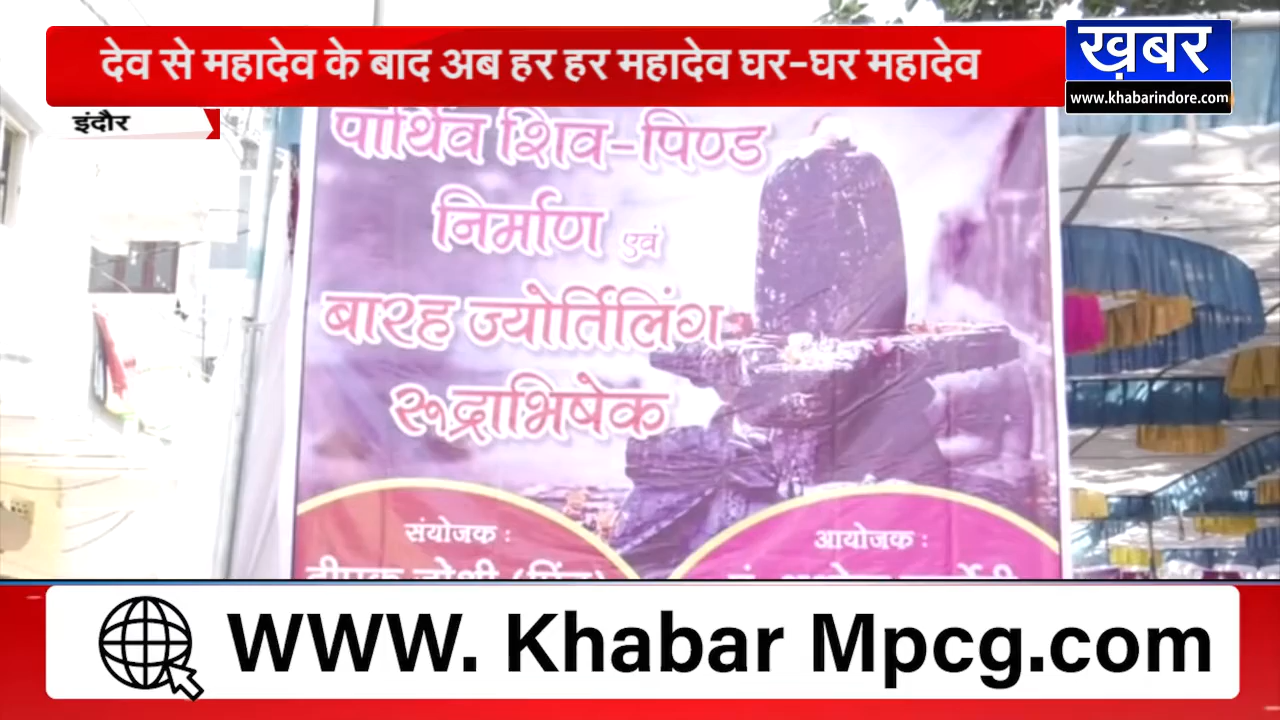 देव से महादेव के बाद अब हर हर महादेव घर-घर महादेव
ख़बर
www.khabarindore.com
इंदौर
पार्थिव शिव-पिण्ड
निर्माण एवं
बारह ज्योर्तिलिंग
रूद्राभिषेक
संयोजक :
आयोजक :
WWW. Khabar Mpcg.com